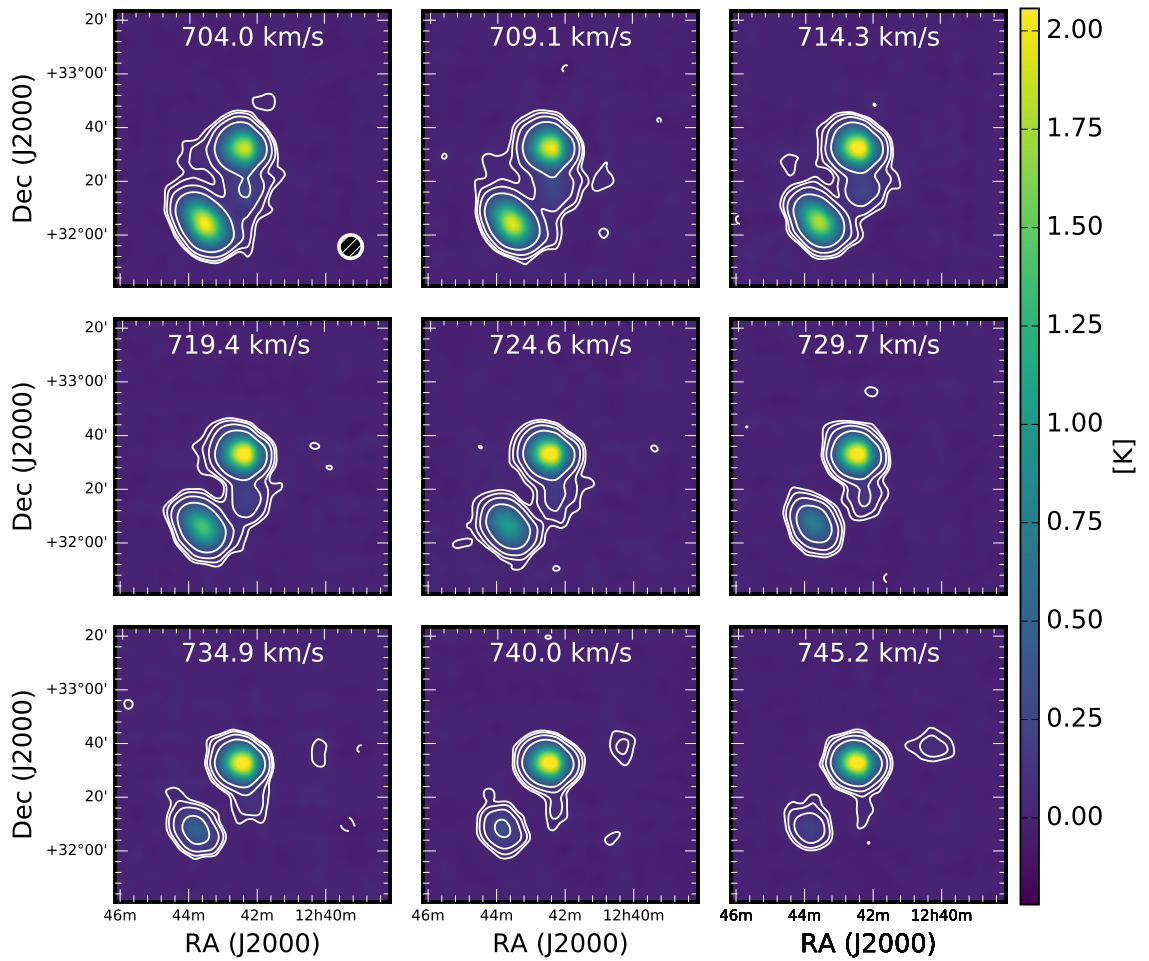 704.0 km/s
709.1 km/s
714.3 km/s
20'
+33°00'
40'
20'
+32°00'
Dec (J2000)
719.4 km/s
724.6 km/s
729.7 km/s
20'
+33°00'
40'
20'
+32°00'
Dec (J2000)
734.9 km/s
740.0 km/s
745.2 km/s
20'
+33°00'
40'
20'
+32°00'
Dec (J2000)
46m 44m 42m 12h40m
46m 44m 42m 12h40m
46m 44m 42m 12h40m
RA (J2000)
RA (J2000)
RA (J2000)
2.00
1.75
1.50
1.25
1.00
0.75
0.50
0.25
0.00
[K]